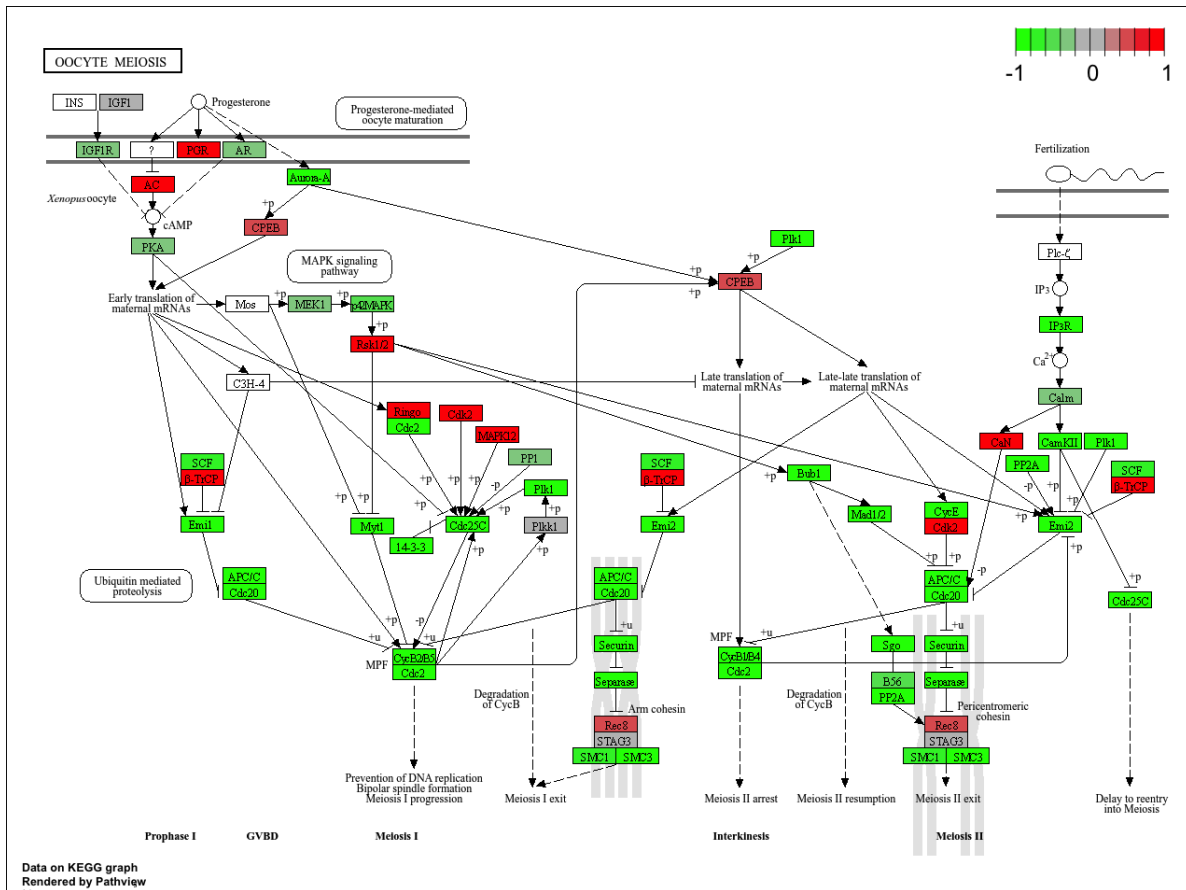 OOCYTE MEIOSIS
-1 0 1
INS IGF1
Progesterone
Progesterone-mediated
oocyte maturation
IGF1R ? PGR AR
Fertilization
Aurora-A
AC
Xenopus oocyte
cAMP
+p
CPEB
PKA
Plk1
Plc-ζ
MAPK signaling
pathway
+p
CPEB
+p
IP3
Early translation of
maternal mRNAs
Mos
+p
MEK1
+p
p42MAPK
+p
IP3R
Rsk1/2
Ca2+
C3H-4
Late translation of
maternal mRNAs
Late-late translation of
maternal mRNAs
Calm
Ringo
Cdc2
Cdk2
MAPK12
PP1
CaN
CamKII
Plk1
SCF
β-TrCP
SCF
β-TrCP
PP2A
SCF
β-TrCP
+p
+p
+p
+p
-p
Plk1
+p
Bub1
-p
+p
+p
+p
+p
Emi1
+p
+p
Myt1
Cdc25C
+p
Plkk1
+p
Emi2
Mad1/2
CycE
Cdk2
+p
Emi2
14-3-3
+p
+p
+p
+p
Ubiquitin mediated
proteolysis
APC/C
Cdc20
APC/C
Cdc20
APC/C
Cdc20
-p
+p
Cdc25C
+u
+p
-p
+u
+u
MPF
+u
+u
MPF
CycB2/B5
Cdc2
Securin
CycB1/B4
Cdc2
Sgo
Securin
Separase
B56
PP2A
Separase
Degradation
of CycB
Arm cohesin
Degradation
of CycB
Pericentromeric
cohesin
Rec8
STAG3
SMC1 SMC3
Rec8
STAG3
SMC1 SMC3
Prevention of DNA replication
Bipolar spindle formation
Meiosis I progression
Meiosis I exit
Meiosis II arrest
Meiosis II resumption
Meiosis II exit
Delay to reentry
into Meiosis
Prophase I GVBD Meiosis I Interkinesis Meiosis II
Data on KEGG graph
Rendered by Pathview